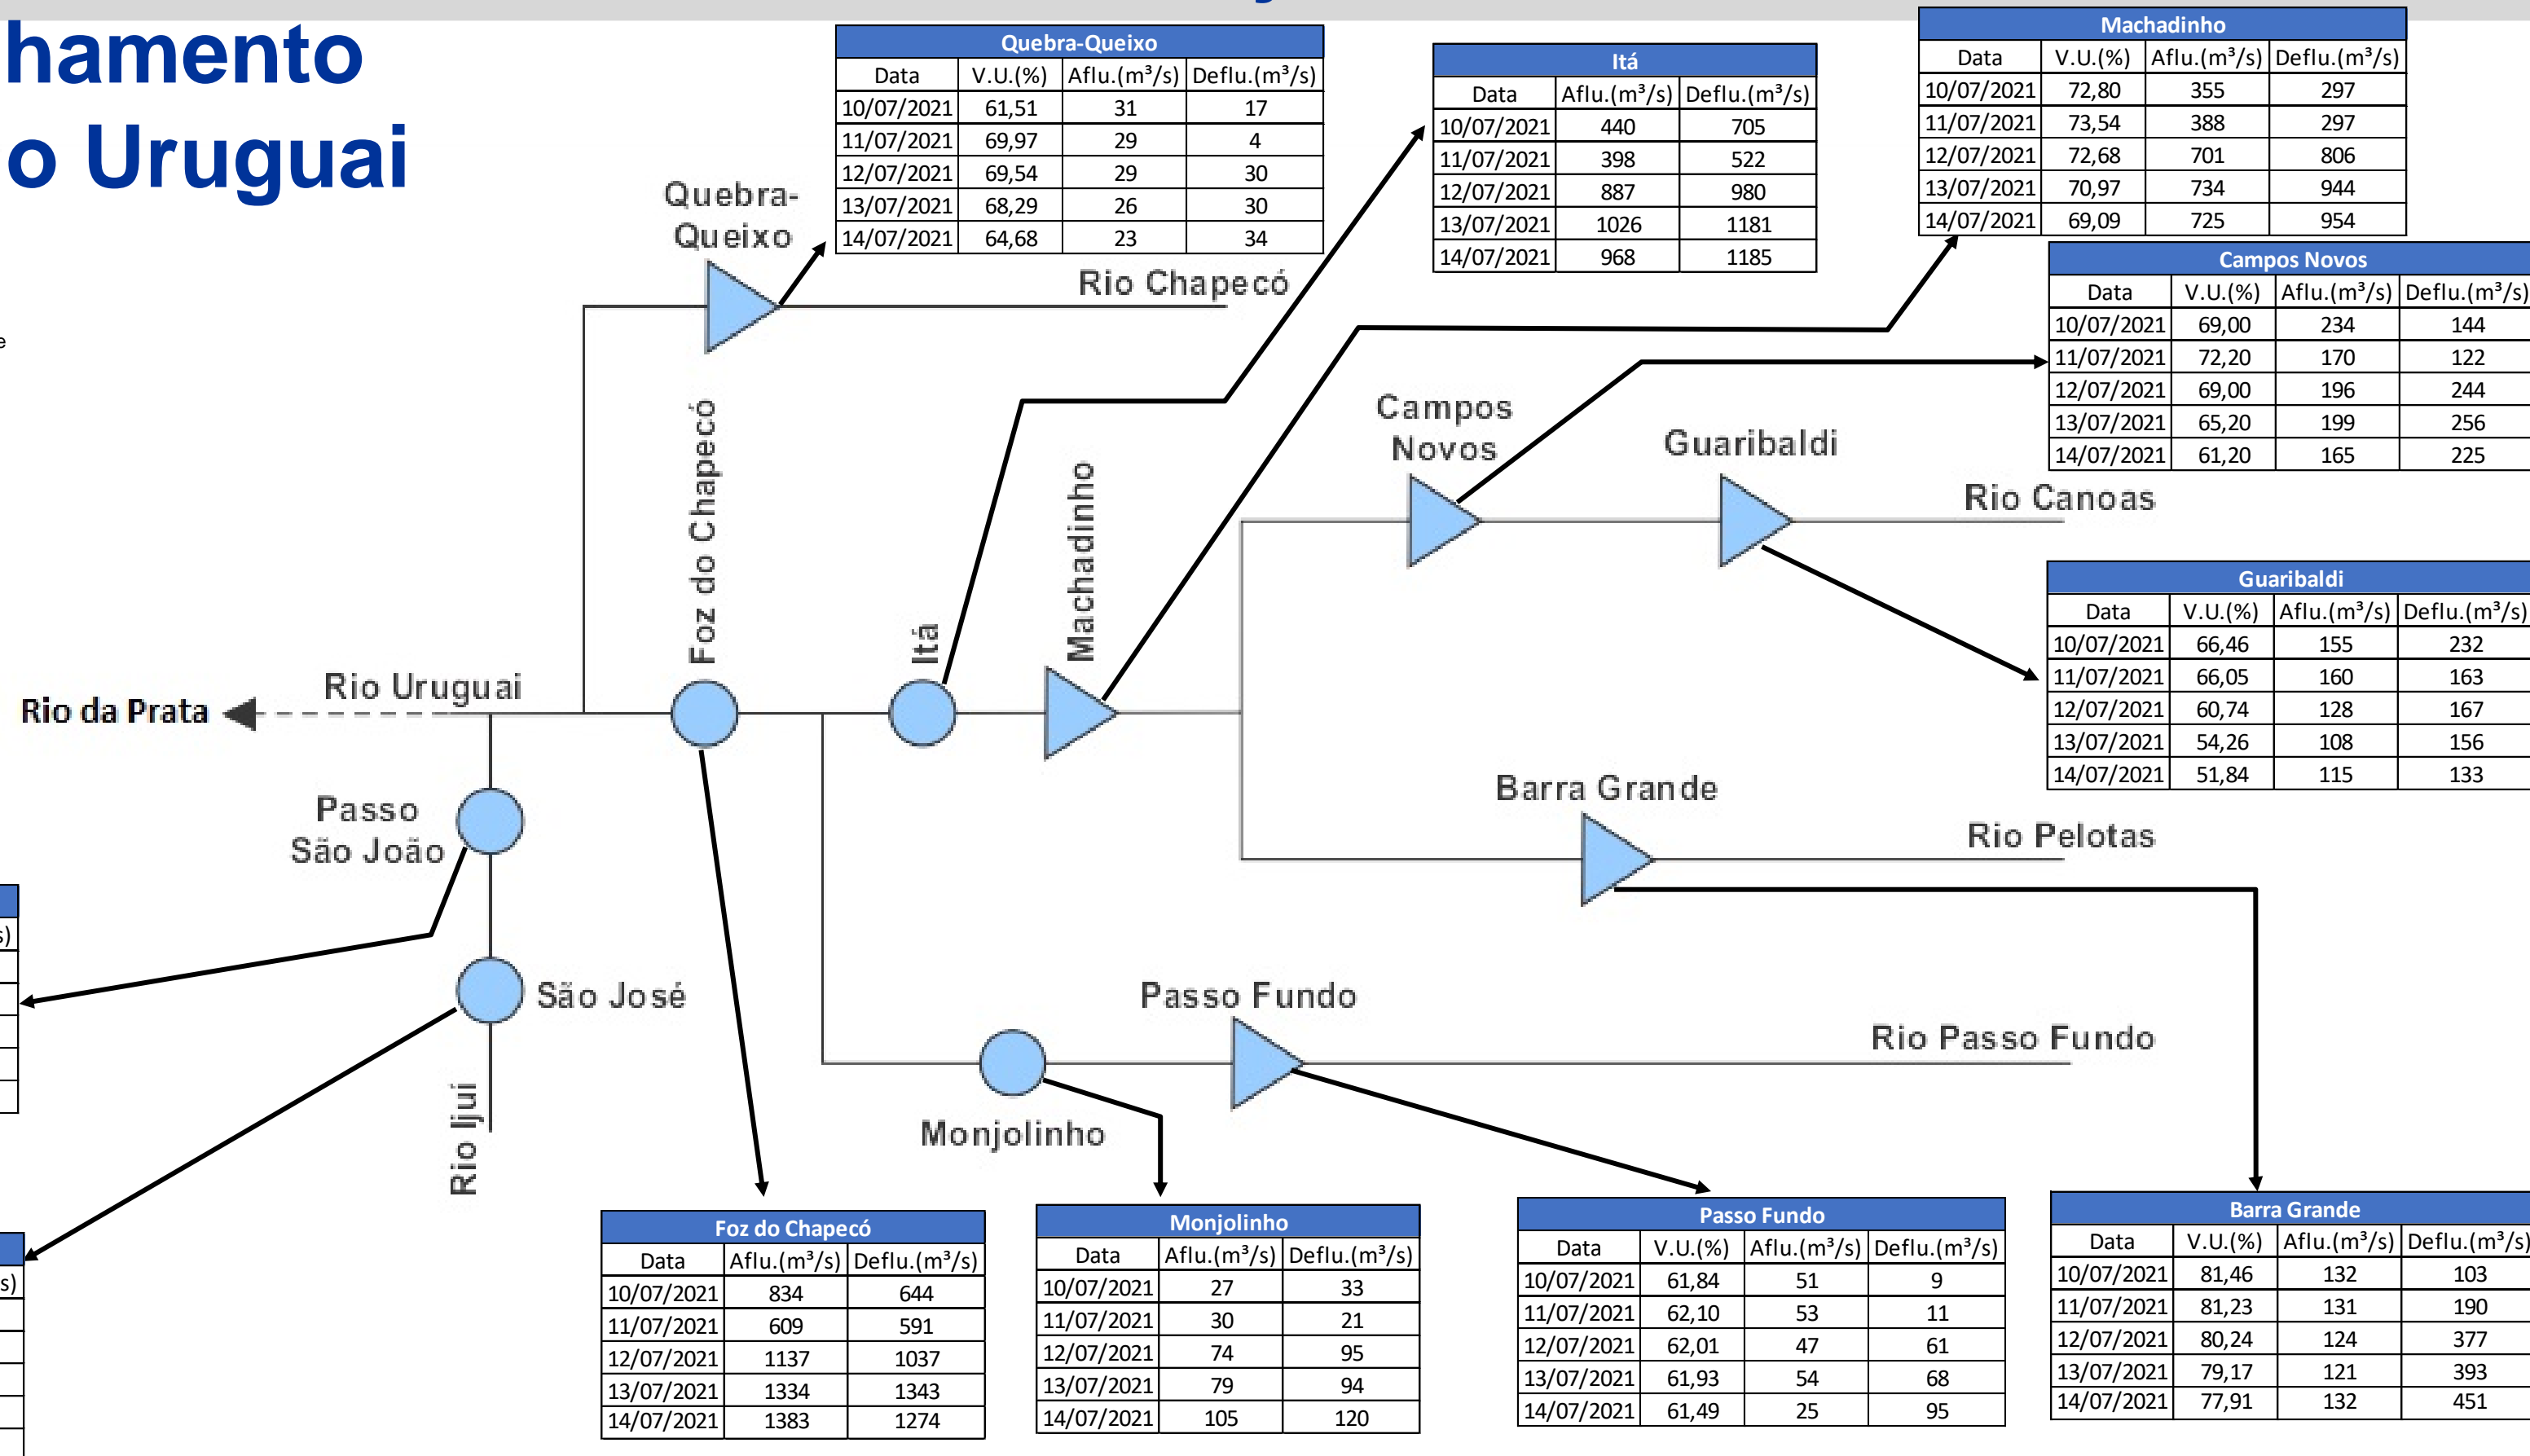 hamento
o Uruguai
e
Quebra-Queixo
Data V.U.(%) Aflu.(m³/s) Deflu.(m³/s)
10/07/2021 61,51 31 17
11/07/2021 69,97 29 4
12/07/2021 69,54 29 30
13/07/2021 68,29 26 30
14/07/2021 64,68 23 34
Itá
Data Aflu.(m³/s) Deflu.(m³/s)
10/07/2021 440 705
11/07/2021 398 522
12/07/2021 887 980
13/07/2021 1026 1181
14/07/2021 968 1185
Machadinho
Data V.U.(%) Aflu.(m³/s) Deflu.(m³/s)
10/07/2021 72,80 355 297
11/07/2021 73,54 388 297
12/07/2021 72,68 701 806
13/07/2021 70,97 734 944
14/07/2021 69,09 725 954
Campos Novos
Data V.U.(%) Aflu.(m³/s) Deflu.(m³/s)
10/07/2021 69,00 234 144
11/07/2021 72,20 170 122
12/07/2021 69,00 196 244
13/07/2021 65,20 199 256
14/07/2021 61,20 165 225
Guaribaldi
Data V.U.(%) Aflu.(m³/s) Deflu.(m³/s)
10/07/2021 66,46 155 232
11/07/2021 66,05 160 163
12/07/2021 60,74 128 167
13/07/2021 54,26 108 156
14/07/2021 51,84 115 133
Quebra-
Queixo
Rio Chapecó
Foz do Chapecó
Itá
Machadinho
Campos
Novos
Guaribaldi
Rio Canoas
Rio da Prata
Rio Uruguai
Passo
São João
São José
Rio Ijui
Barra Grande
Rio Pelotas
Passo Fundo
Rio Passo Fundo
Monjolinho
s)
s)
Foz do Chapecó
Data Aflu.(m³/s) Deflu.(m³/s)
10/07/2021 834 644
11/07/2021 609 591
12/07/2021 1137 1037
13/07/2021 1334 1343
14/07/2021 1383 1274
Monjolinho
Data Aflu.(m³/s) Deflu.(m³/s)
10/07/2021 27 33
11/07/2021 30 21
12/07/2021 74 95
13/07/2021 79 94
14/07/2021 105 120
Passo Fundo
Data V.U.(%) Aflu.(m³/s) Deflu.(m³/s)
10/07/2021 61,84 51 9
11/07/2021 62,10 53 11
12/07/2021 62,01 47 61
13/07/2021 61,93 54 68
14/07/2021 61,49 25 95
Barra Grande
Data V.U.(%) Aflu.(m³/s) Deflu.(m³/s)
10/07/2021 81,46 132 103
11/07/2021 81,23 131 190
12/07/2021 80,24 124 377
13/07/2021 79,17 121 393
14/07/2021 77,91 132 451